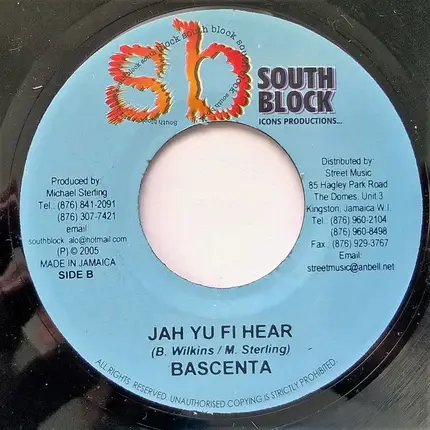 sb
SOUTH
BLOCK
ICONS PRODUCTIONS...
Produced by:
Michael Sterling
Tel.: (876) 841-2091
(876) 307-7421
email
southblock_alo@hotmail.com
(P) © 2005
MADE IN JAMAICA
SIDE B
Distributed by:
Street Music
85 Hagley Park Road
The Domes, Unit 3
Kingston, Jamaica W.I.
Tel: (876) 960-2104
(876) 960-8498
Fax.: (876) 929-3767
Email:
streetmusic@anbell.net
JAH YU FI HEAR
(B. Wilkins / M. Sterling)
BASCENTA
ALL RIGHTS RESERVED. UNAUTHORISED COPYING IS STRICTLY PROHIBITED.